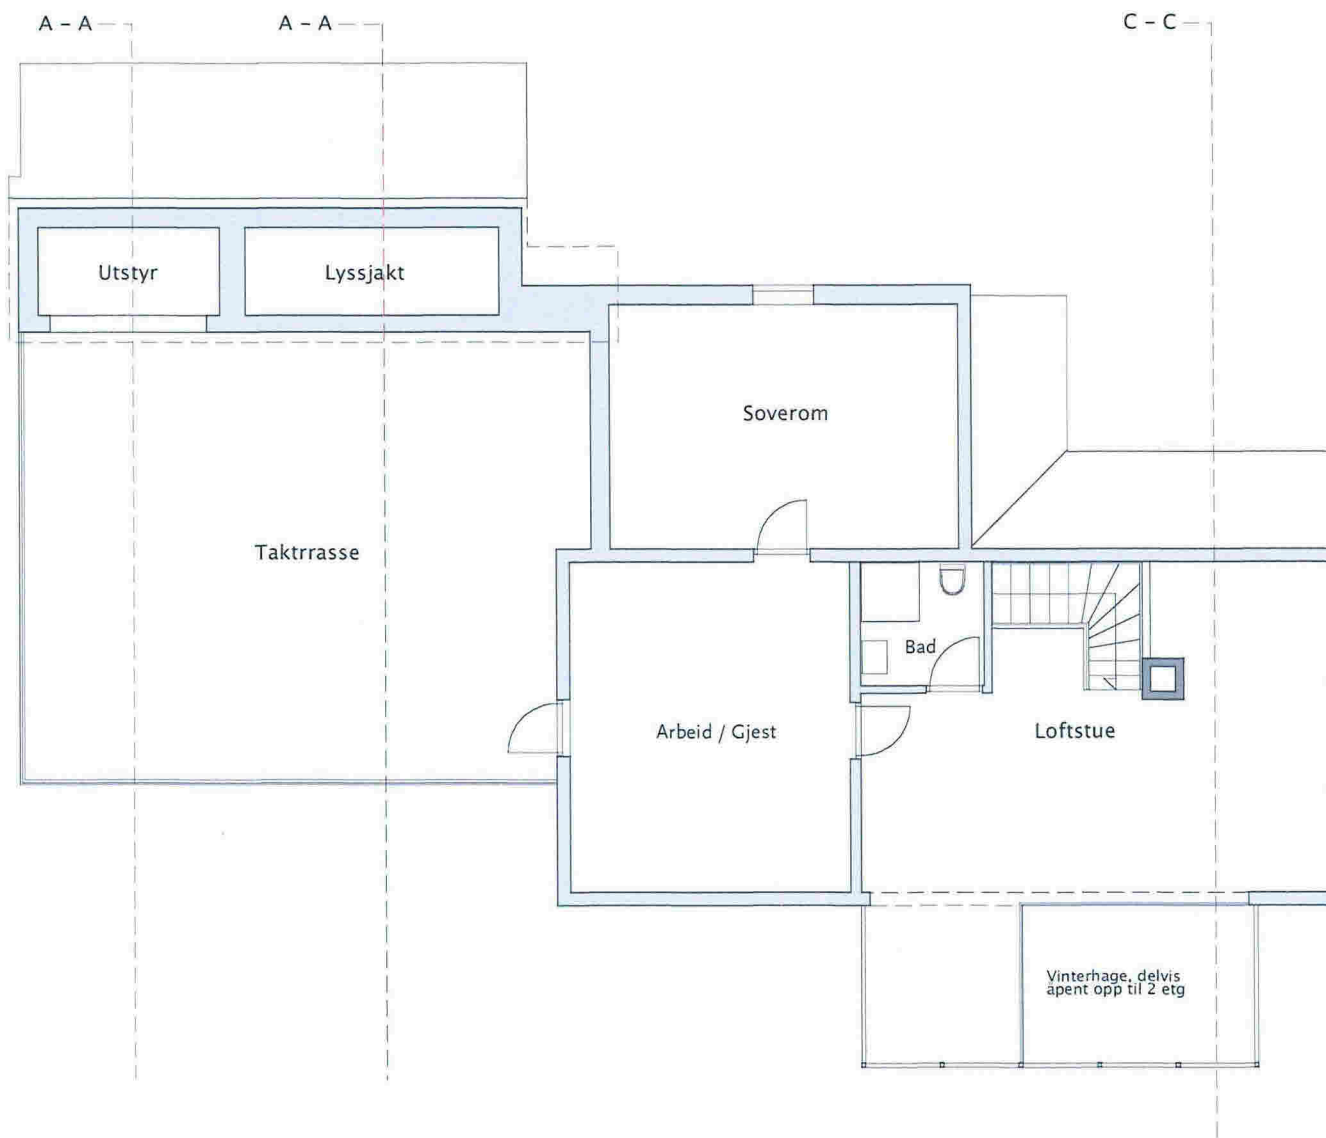 A – A
A – A
C – C
Utstyr
Lyssjakt
Soverom
Taktrrasse
Bad
Arbeid / Gjest
Loftstue
Vinterhage, delvis
åpent opp til 2 etg